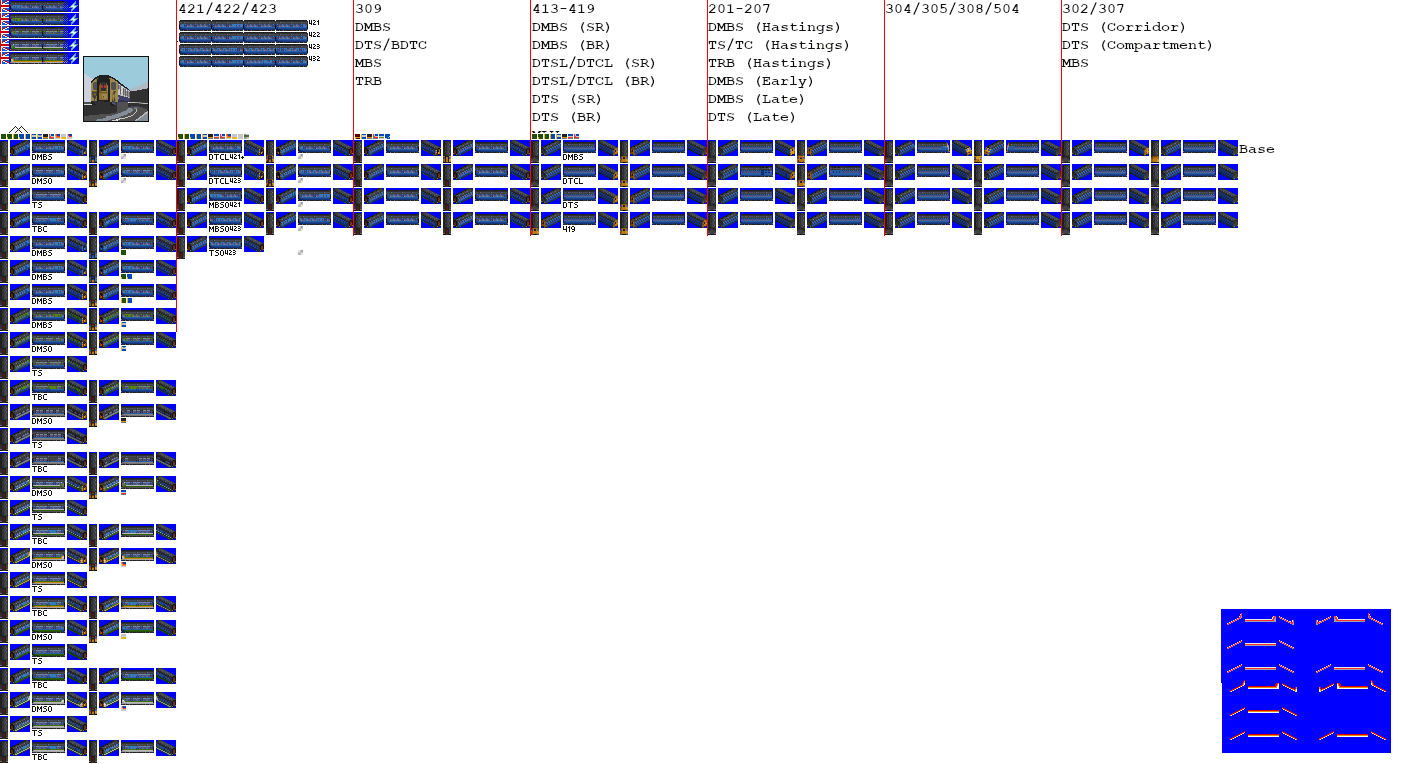 421/422/423
309
413-419
201-207
304/305/308/504
302/307
421
422
423
432
DMBS
DTS/BDTC
MBS
TRB
DMBS (SR)
DMBS (BR)
DTSL/DTCL (SR)
DTSL/DTCL (BR)
DTS (SR)
DTS (BR)
DMBS (Hastings)
TS/TC (Hastings)
TRB (Hastings)
DMBS (Early)
DMBS (Late)
DTS (Late)
DTS (Corridor)
DTS (Compartment)
MBS
Base
DMBS
DMSO
TS
TBC
DMBS
DMBS
DMBS
DMBS
DMSO
TS
TBC
DMSO
TS
TBC
DMSO
TS
TBC
DMSO
TS
TBC
DMSO
TS
TBC
DMSO
TS
TBC
DTCL421+
DTCL423
MBSO421
MBSO423
TSO423
DMBS
DTCL
DTS
419